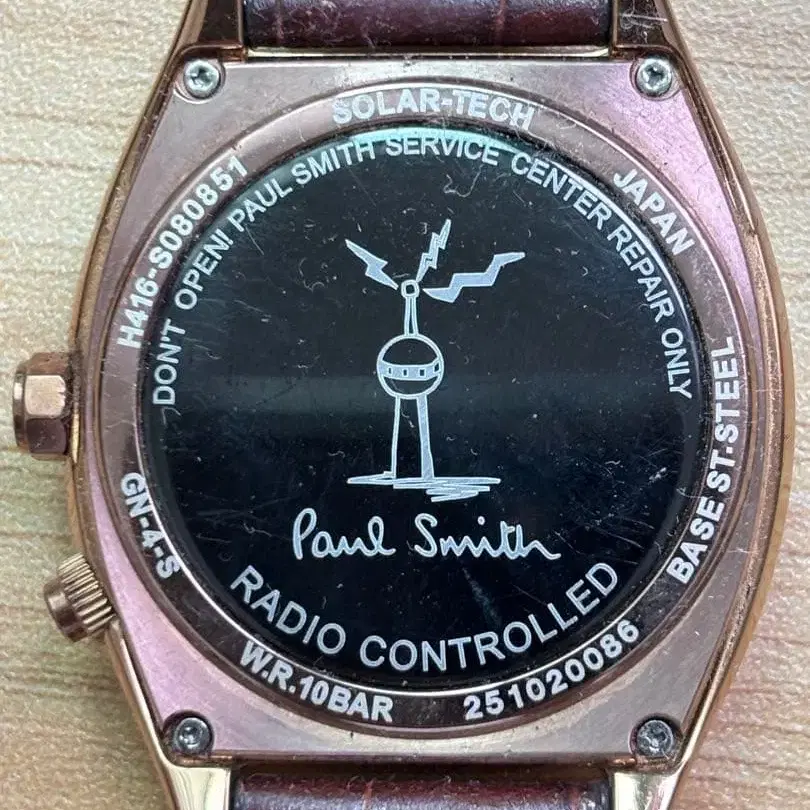 SOLAR-TECH
JAPAN
BASE ST.STEEL
251020086
W.R.10BAR
GN-4-S
H416-S080851
DON'T OPEN! PAUL SMITH SERVICE CENTER REPAIR ONLY
Paul Smith
RADIO CONTROLLED